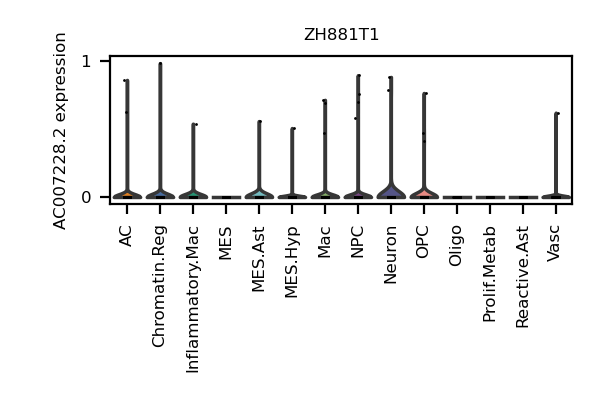 ZH881T1
AC007228.2 expression
1
0
AC
Chromatin.Reg
Inflammatory.Mac
MES
MES.Ast
MES.Hyp
Mac
NPC
Neuron
OPC
Oligo
Prolif.Metab
Reactive.Ast
Vasc